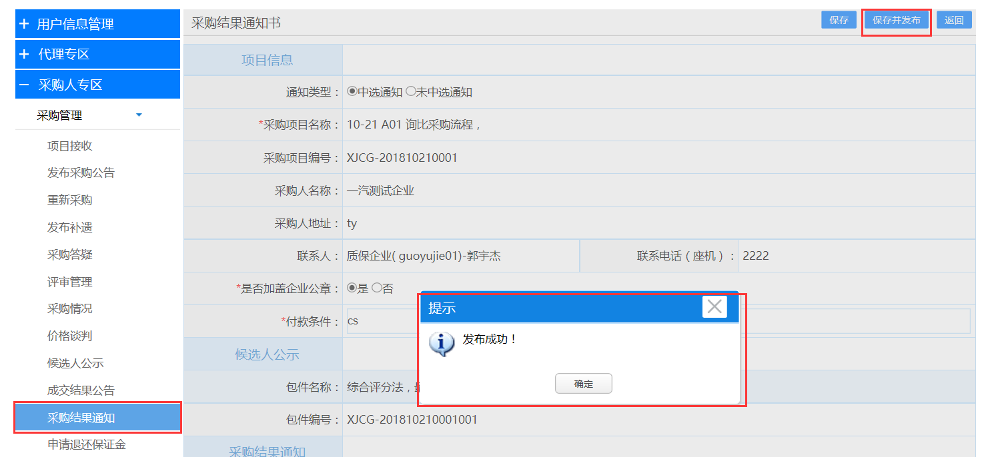 用户信息管理
代理专区
采购人专区
采购管理
项目接收
发布采购公告
重新采购
发布补遗
采购答疑
评审管理
采购情况
价格谈判
候选人公示
成交结果公告
采购结果通知
申请退还保证金
采购结果通知书
保存 保存并发布 返回
项目信息
通知类型： 中选通知 未中选通知
*采购项目名称： 10-21 A01 询比采购流程，
采购项目编号： XJCG-201810210001
采购人名称： 一汽测试企业
采购人地址： ty
联系人： 质保企业( guoyujie01)-郭宇杰 联系电话（座机）： 2222
*是否加盖企业公章： 是 否
*付款条件： cs
候选人公示
包件名称： 综合评分法，
包件编号： XJCG-201810210001001
采购结果通知
提示
发布成功！
确定